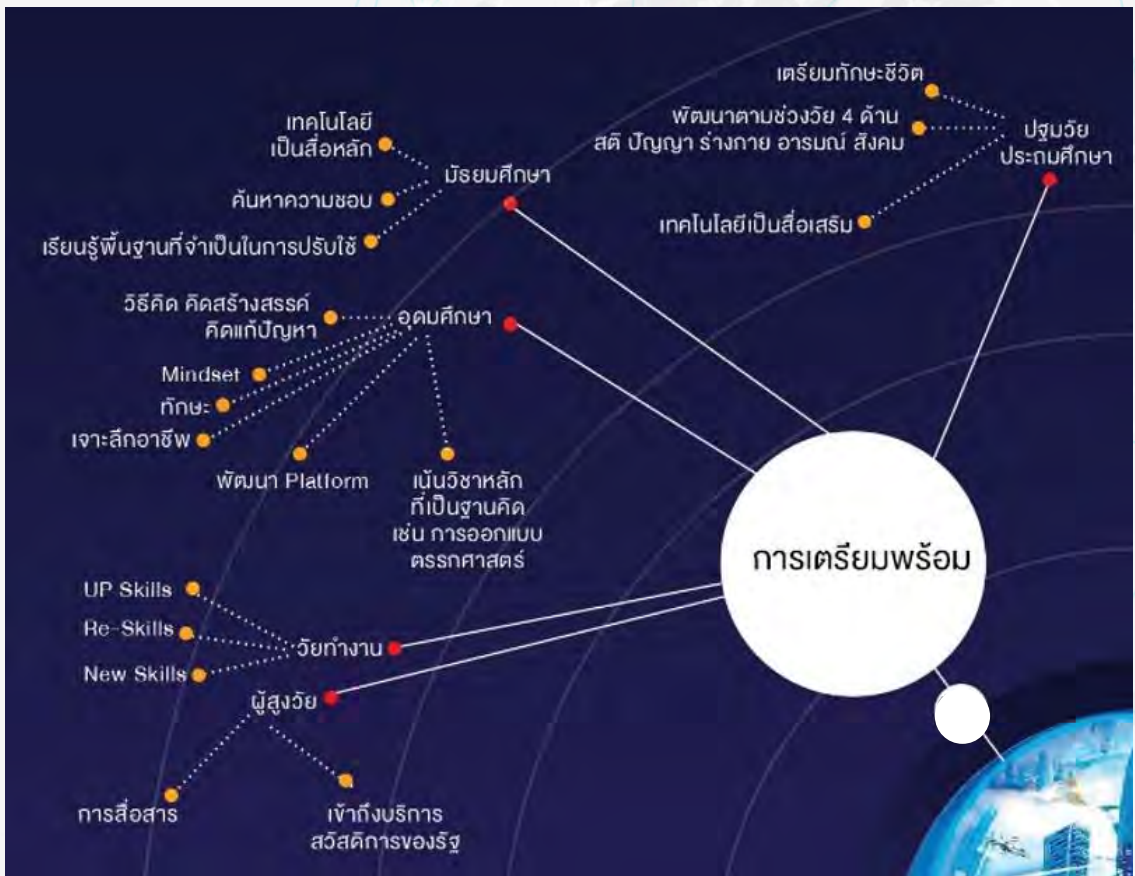 เตรียมทักษะชีวิต
พัฒนาตามช่วงวัย 4 ด้าน
สติ ปัญญา ร่างกาย อารมณ์ สังคม
ปฐมวัย
ประถมศึกษา
เทคโนโลยีเป็นสื่อเสริม
เทคโนโลยี
เป็นสื่อหลัก
มัธยมศึกษา
ค้นหาความชอบ
เรียนรู้พื้นฐานที่จำเป็นในการปรับใช้
วิธีคิด คิดสร้างสรรค์
คิดแก้ปัญหา
อุดมศึกษา
Mindset
ทักษะ
เจาะลึกอาชีพ
พัฒนา Platform
เน้นวิชาหลัก
ที่เป็นฐานคิด
เช่น การออกแบบ
ตรรกศาสตร์
การเตรียมพร้อม
UP Skills
Re-Skills
New Skills
วัยทำงาน
ผู้สูงวัย
การสื่อสาร
เข้าถึงบริการ
สวัสดิการของรัฐ